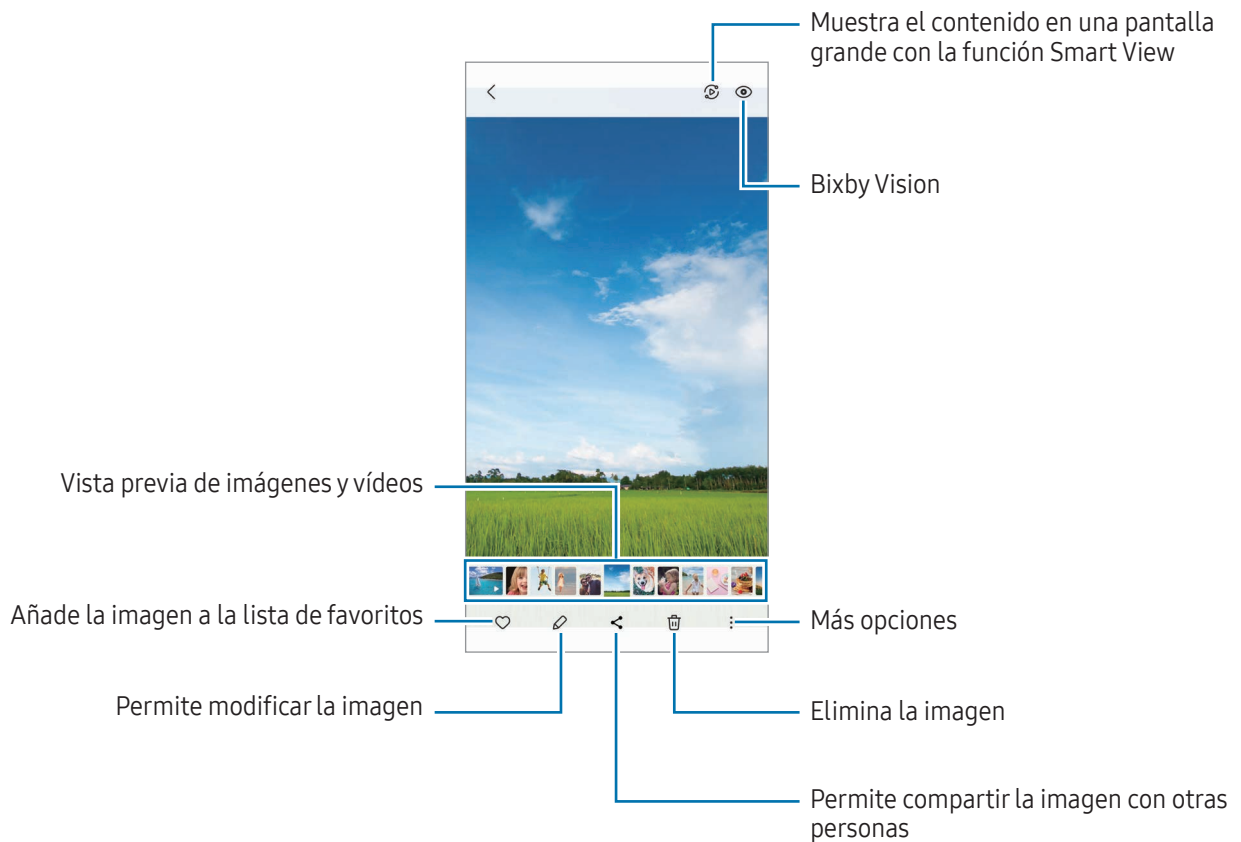 Muestra el contenido en una pantalla
grande con la función Smart View
Bixby Vision
Vista previa de imágenes y vídeos
Añade la imagen a la lista de favoritos
Más opciones
Permite modificar la imagen
Elimina la imagen
Permite compartir la imagen con otras
personas